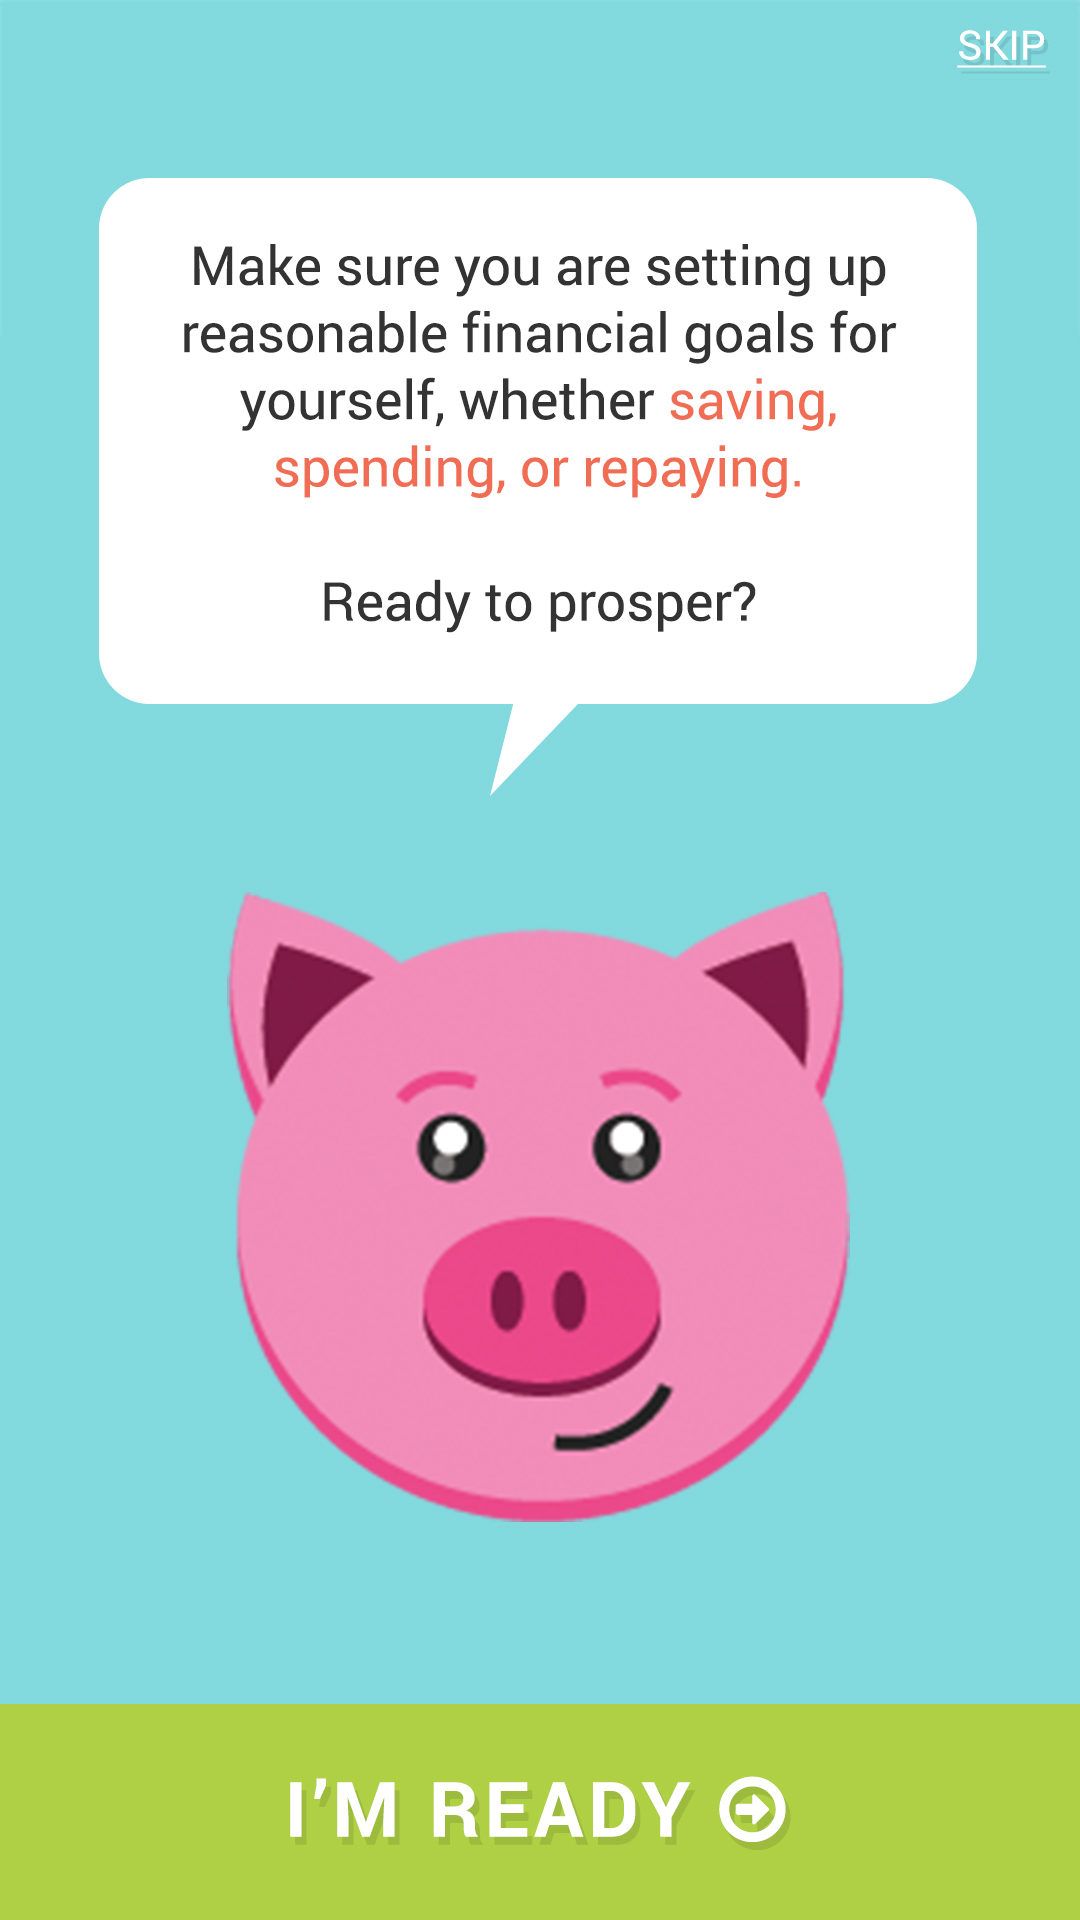 SKIP
Make sure you are setting up
reasonable financial goals for
yourself, whether saving,
spending, or repaying.
Ready to prosper?
I’M READY